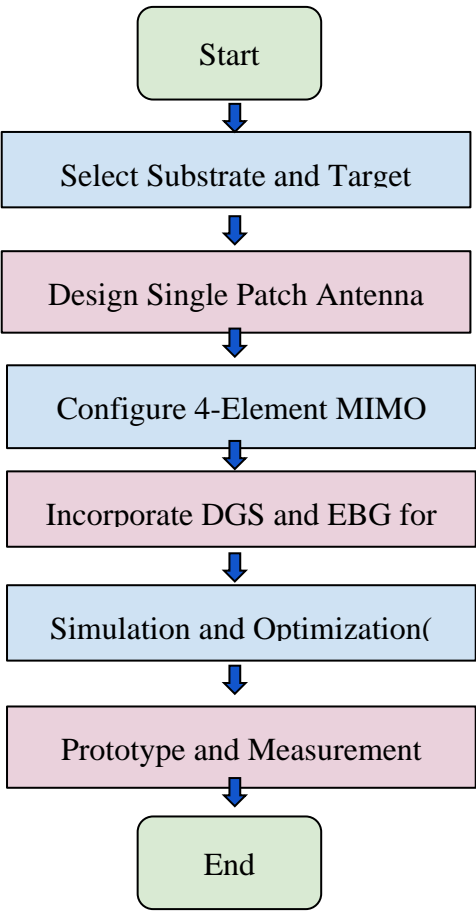 Start
Select Substrate and Target
Design Single Patch Antenna
Configure 4-Element MIMO
Incorporate DGS and EBG for
Simulation and Optimization(
Prototype and Measurement
End